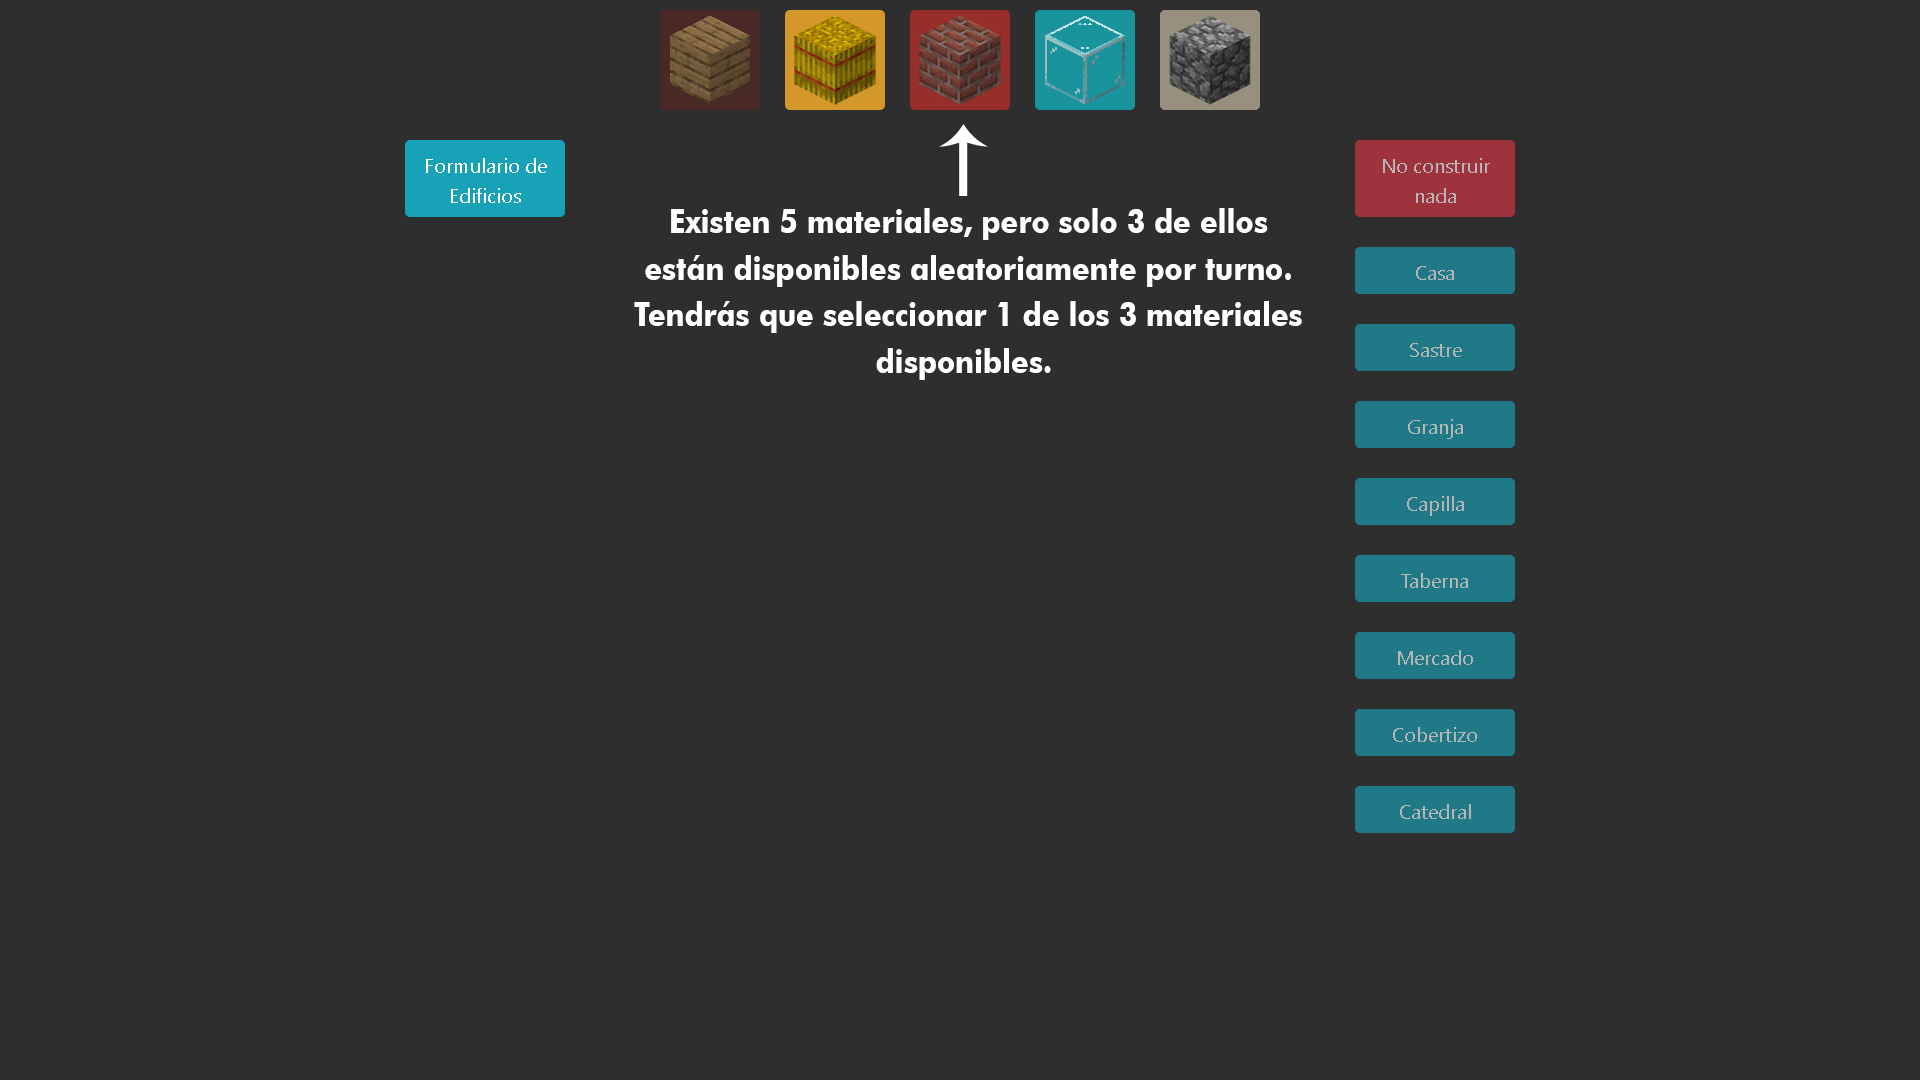 Formulario de
Edificios
Existen 5 materiales, pero solo 3 de ellos
están disponibles aleatoriamente por turno.
Tendrás que seleccionar 1 de los 3 materiales
disponibles.
No construir
nada
Casa
Sastre
Granja
Capilla
Taberna
Mercado
Cobertizo
Catedral